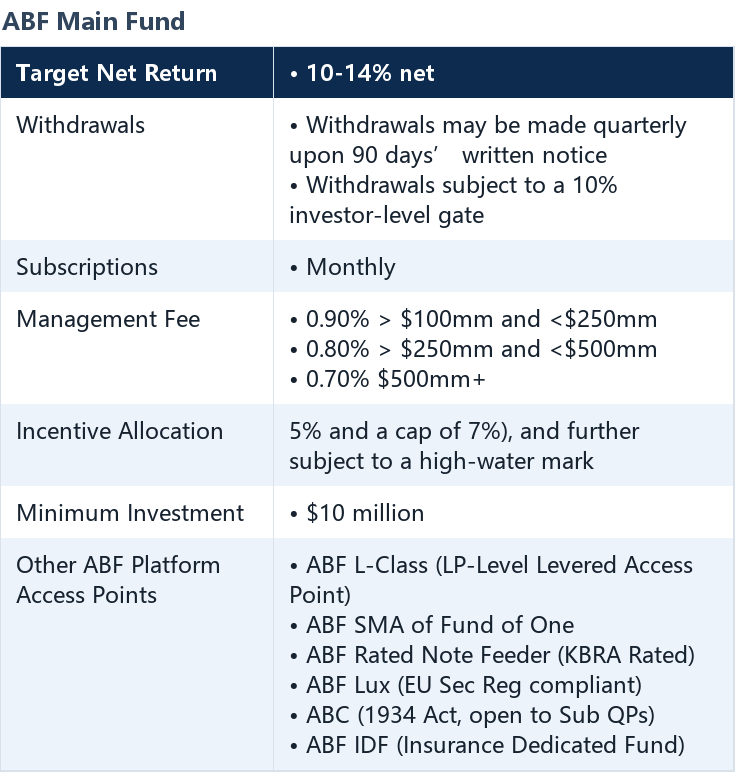 ABF Main Fund
Target Net Return
• 10-14% net
Withdrawals
• Withdrawals may be made quarterly
upon 90 days’ written notice
• Withdrawals subject to a 10%
investor-level gate
Subscriptions
• Monthly
Management Fee
• 0.90% > $100mm and <$250mm
• 0.80% > $250mm and <$500mm
• 0.70% $500mm+
Incentive Allocation
5% and a cap of 7%), and further
subject to a high-water mark
Minimum Investment
• $10 million
Other ABF Platform
Access Points
• ABF L-Class (LP-Level Levered Access
Point)
• ABF SMA of Fund of One
• ABF Rated Note Feeder (KBRA Rated)
• ABF Lux (EU Sec Reg compliant)
• ABC (1934 Act, open to Sub QPs)
• ABF IDF (Insurance Dedicated Fund)